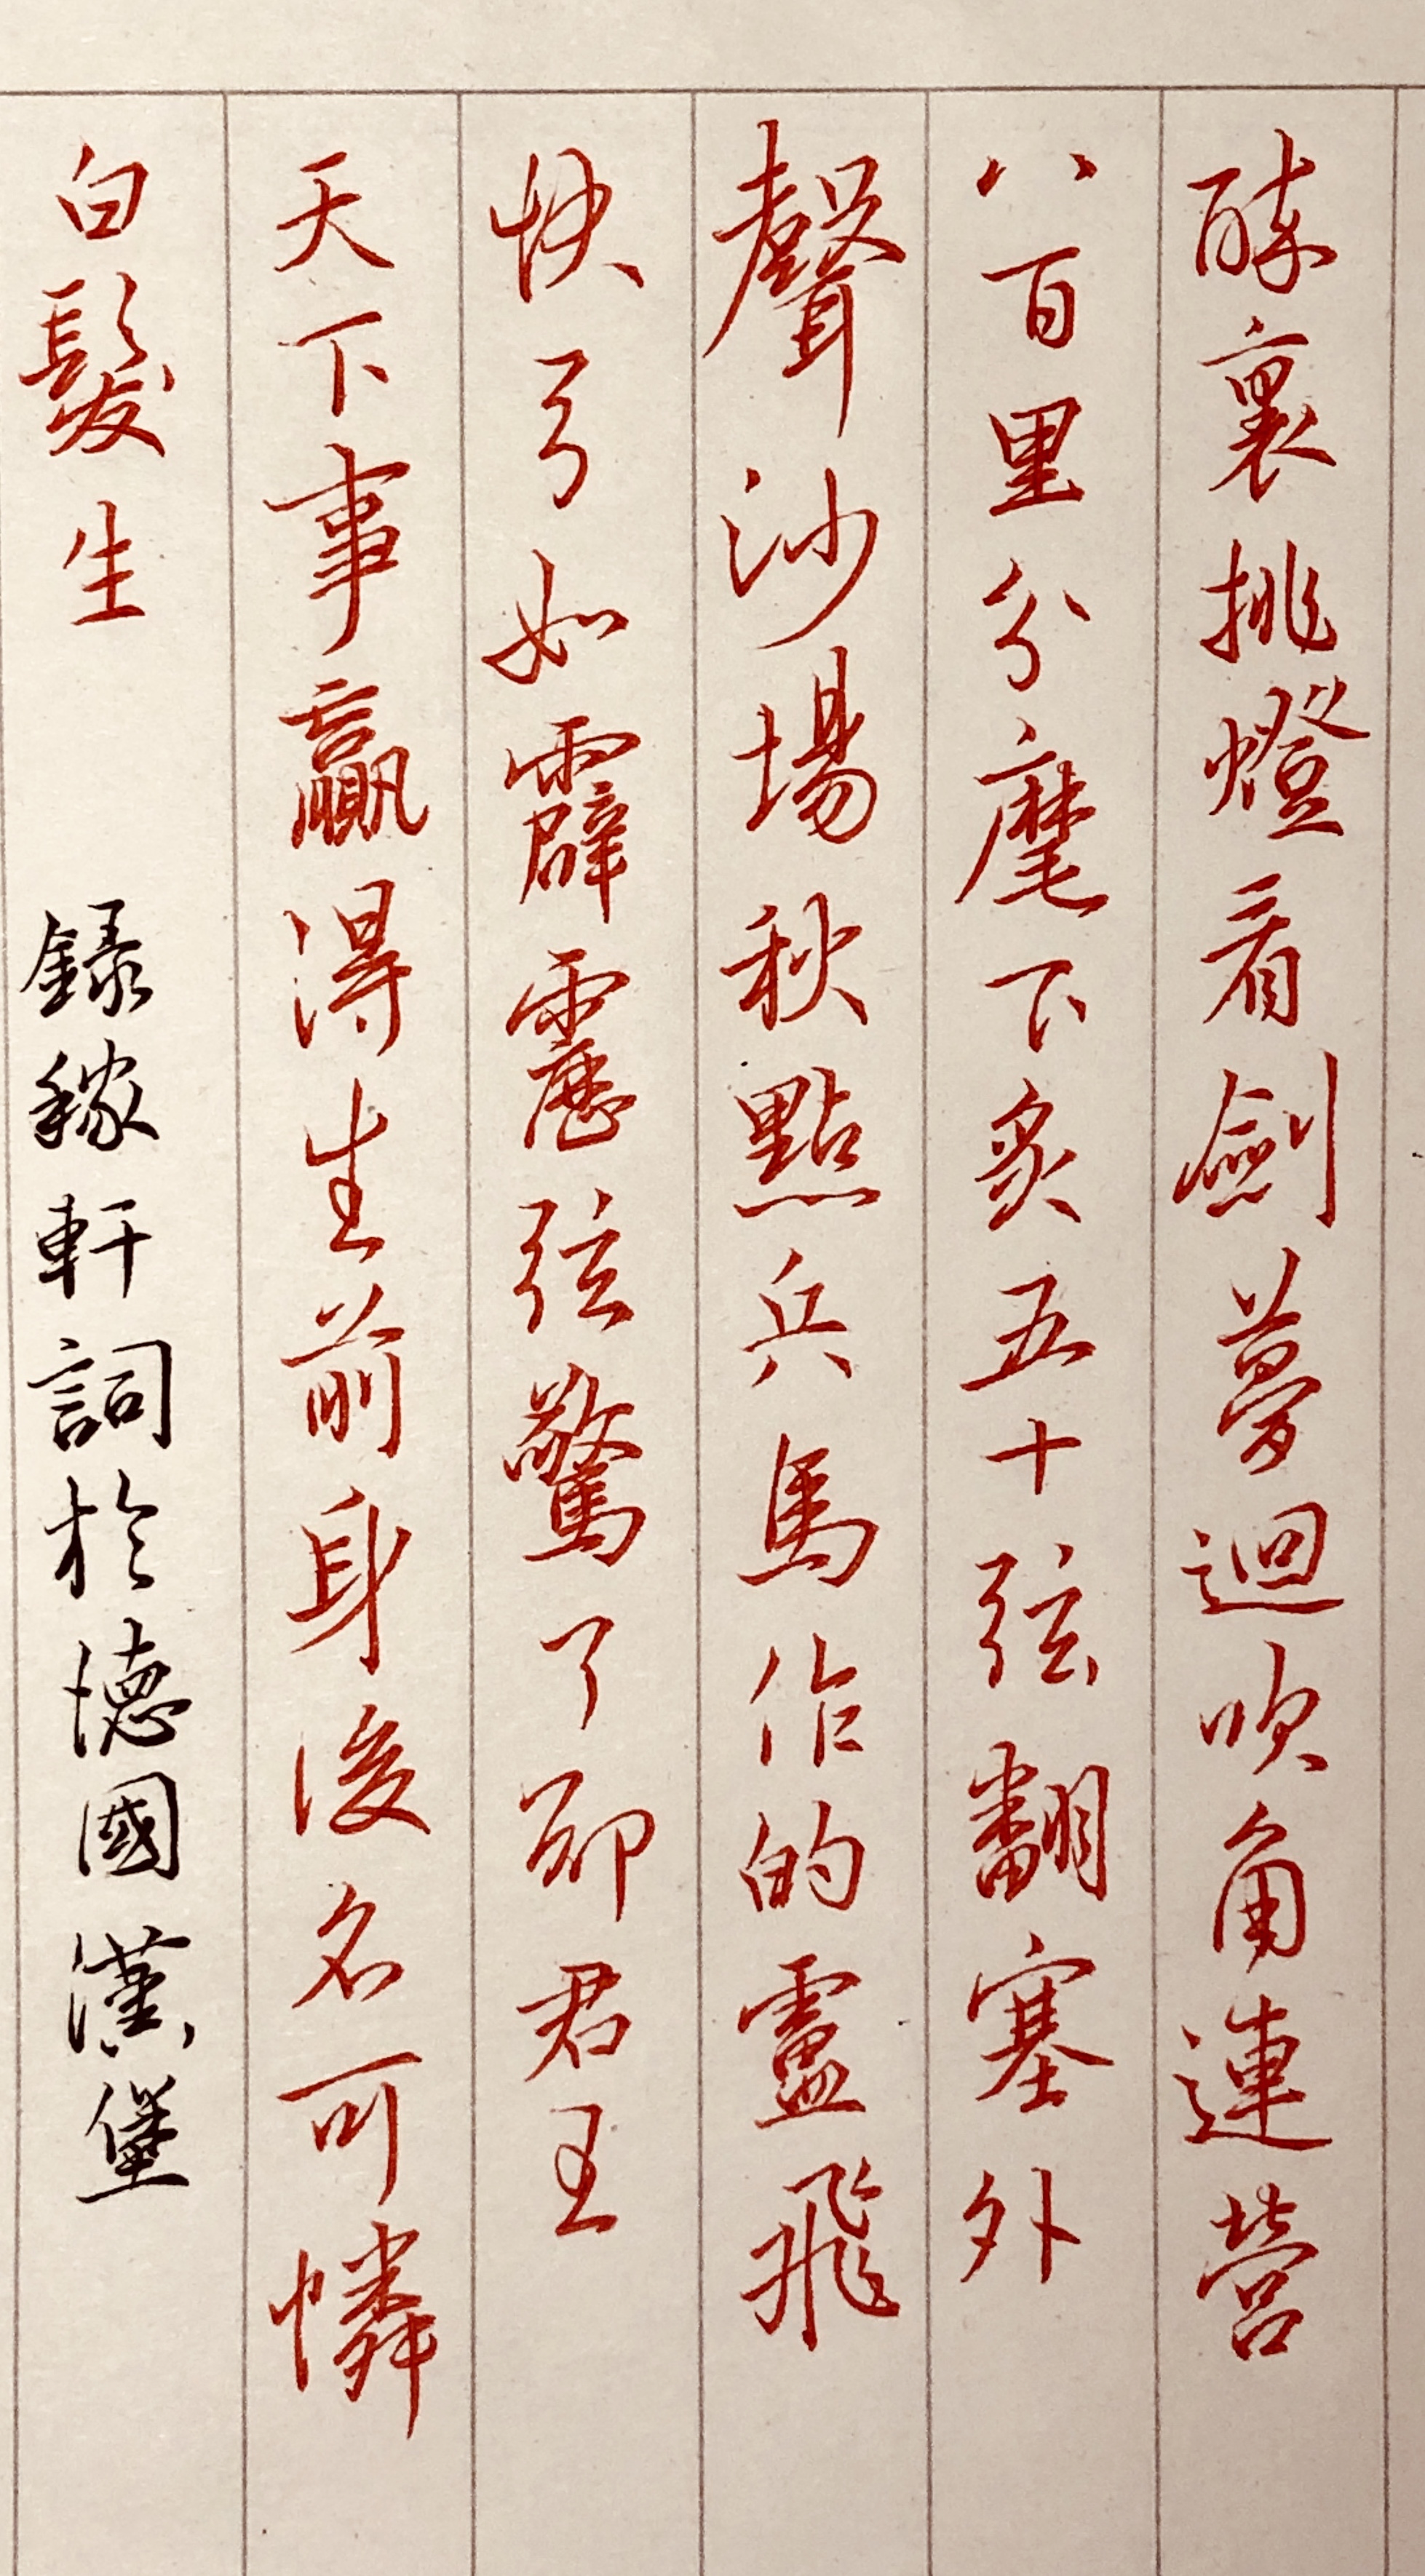 醉裏挑燈看劍夢迴吹角連營
八百里分麾下炙五十弦翻塞外
聲沙場秋點兵馬作的盧飛
快弓如霹靂弦驚了卻君王
天下事贏得生前身後名可憐
白髮生
錄稼軒詞於德國漢堡